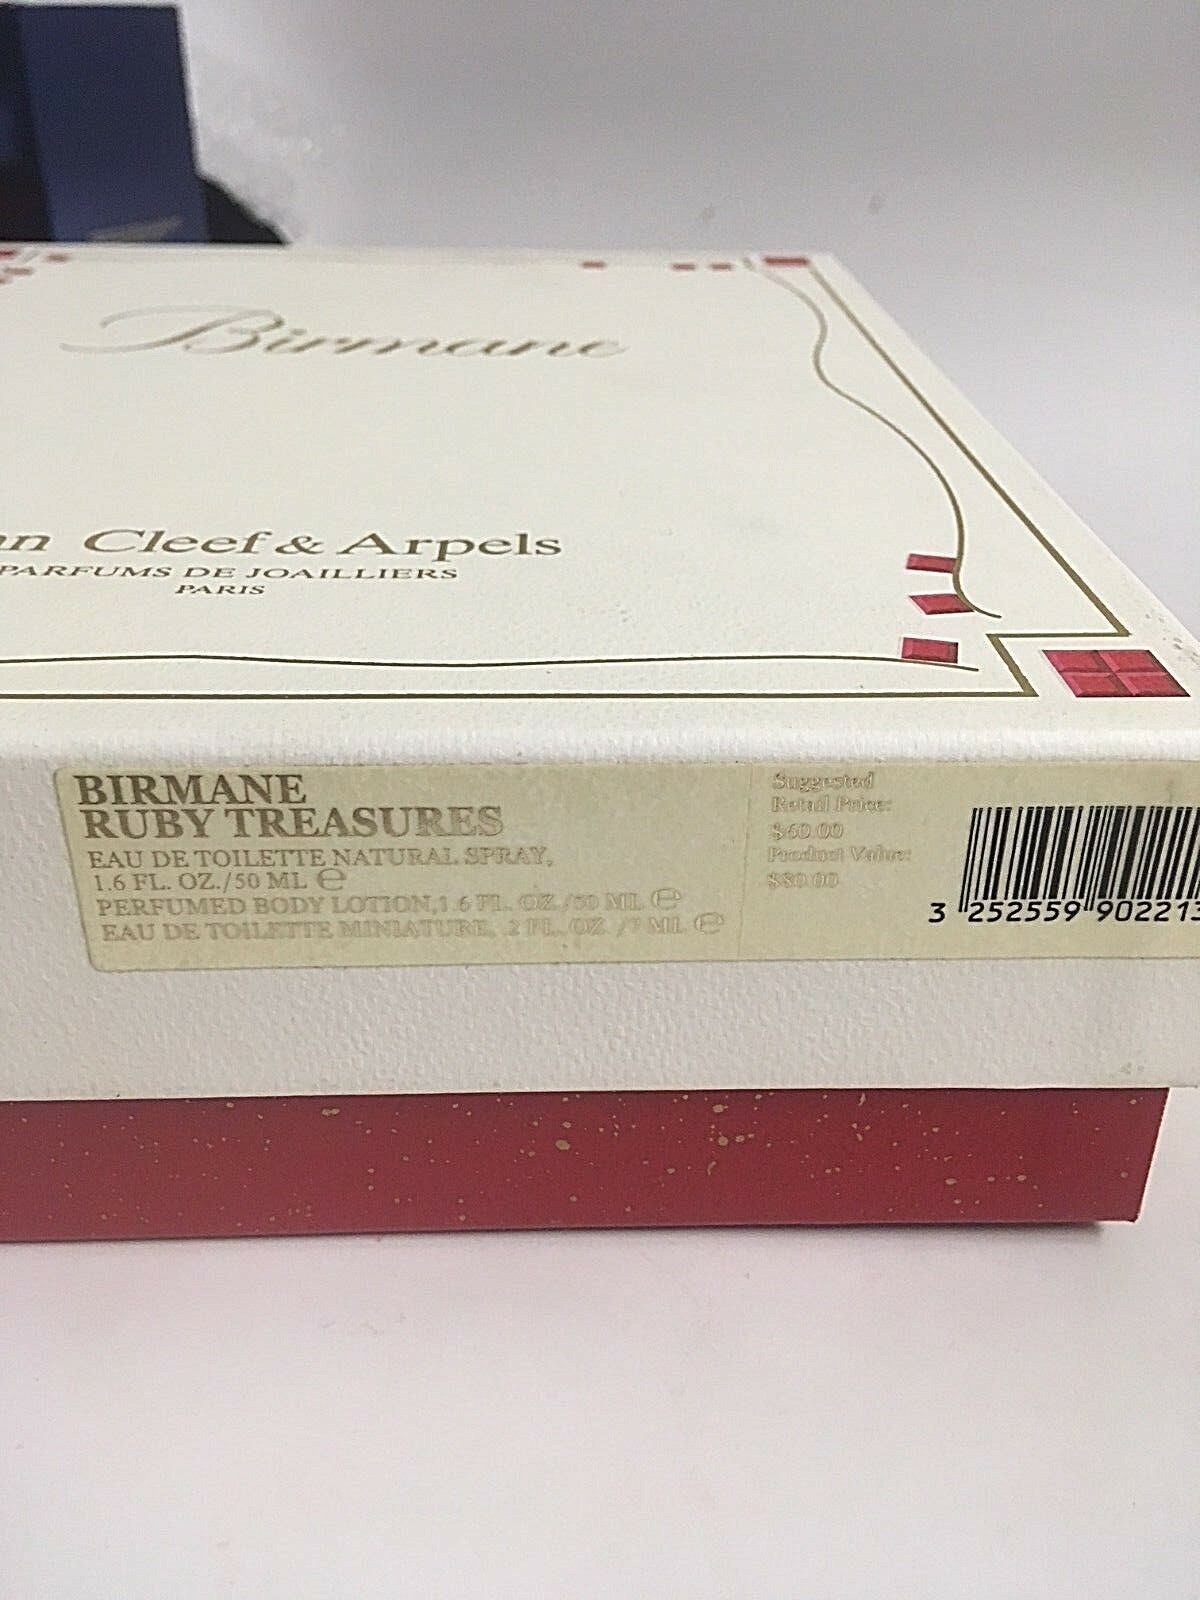 Birmane
Cleef & Arpels
PARFUMS DE JOAILLIERS
PARIS
BIRMANE
RUBY TREASURES
EAU DE TOILETTE NATURAL SPRAY,
1.6 FL. OZ./50 ML ℮
PERFUMED BODY LOTION,1.6 FL. OZ./50 ML ℮
EAU DE TOILETTE MINIATURE, .2 FL. OZ. /7 ML ℮
Suggested
Retail Price:
$60.00
Product Value:
$80.00
3 252559 902213